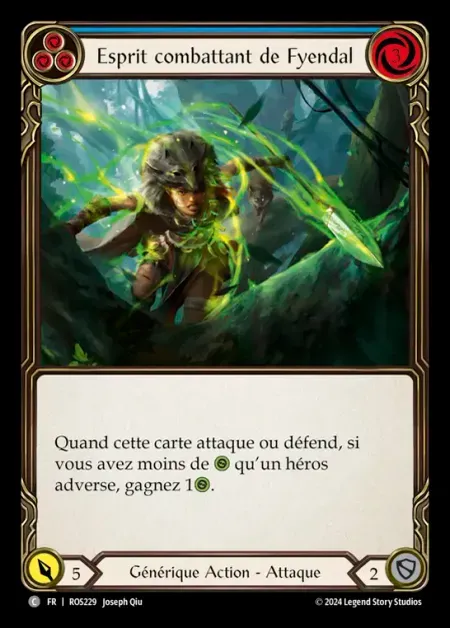 Esprit combattant de Fyendal
3
Quand cette carte attaque ou défend, si
vous avez moins de qu'un héros
adverse, gagnez 1.
5
Générique Action - Attaque
2
C FR | ROS229 Joseph Qiu
© 2024 Legend Story Studios